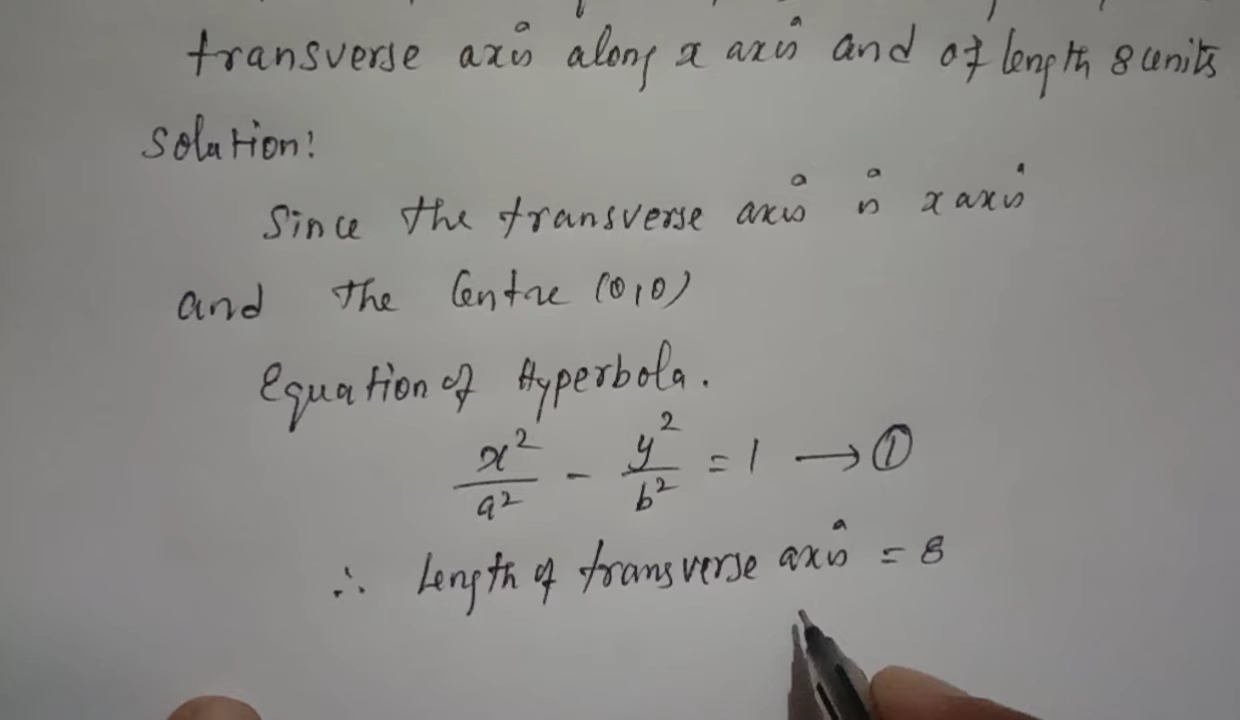 transverse axis along x axis and of length 8 units
Solution:
Since the transverse axis is x axis
and the Centre (0,0)
Equation of Hyperbola.
x²/a² - y²/b² = 1 → ①
∴ Length of transverse axis = 8